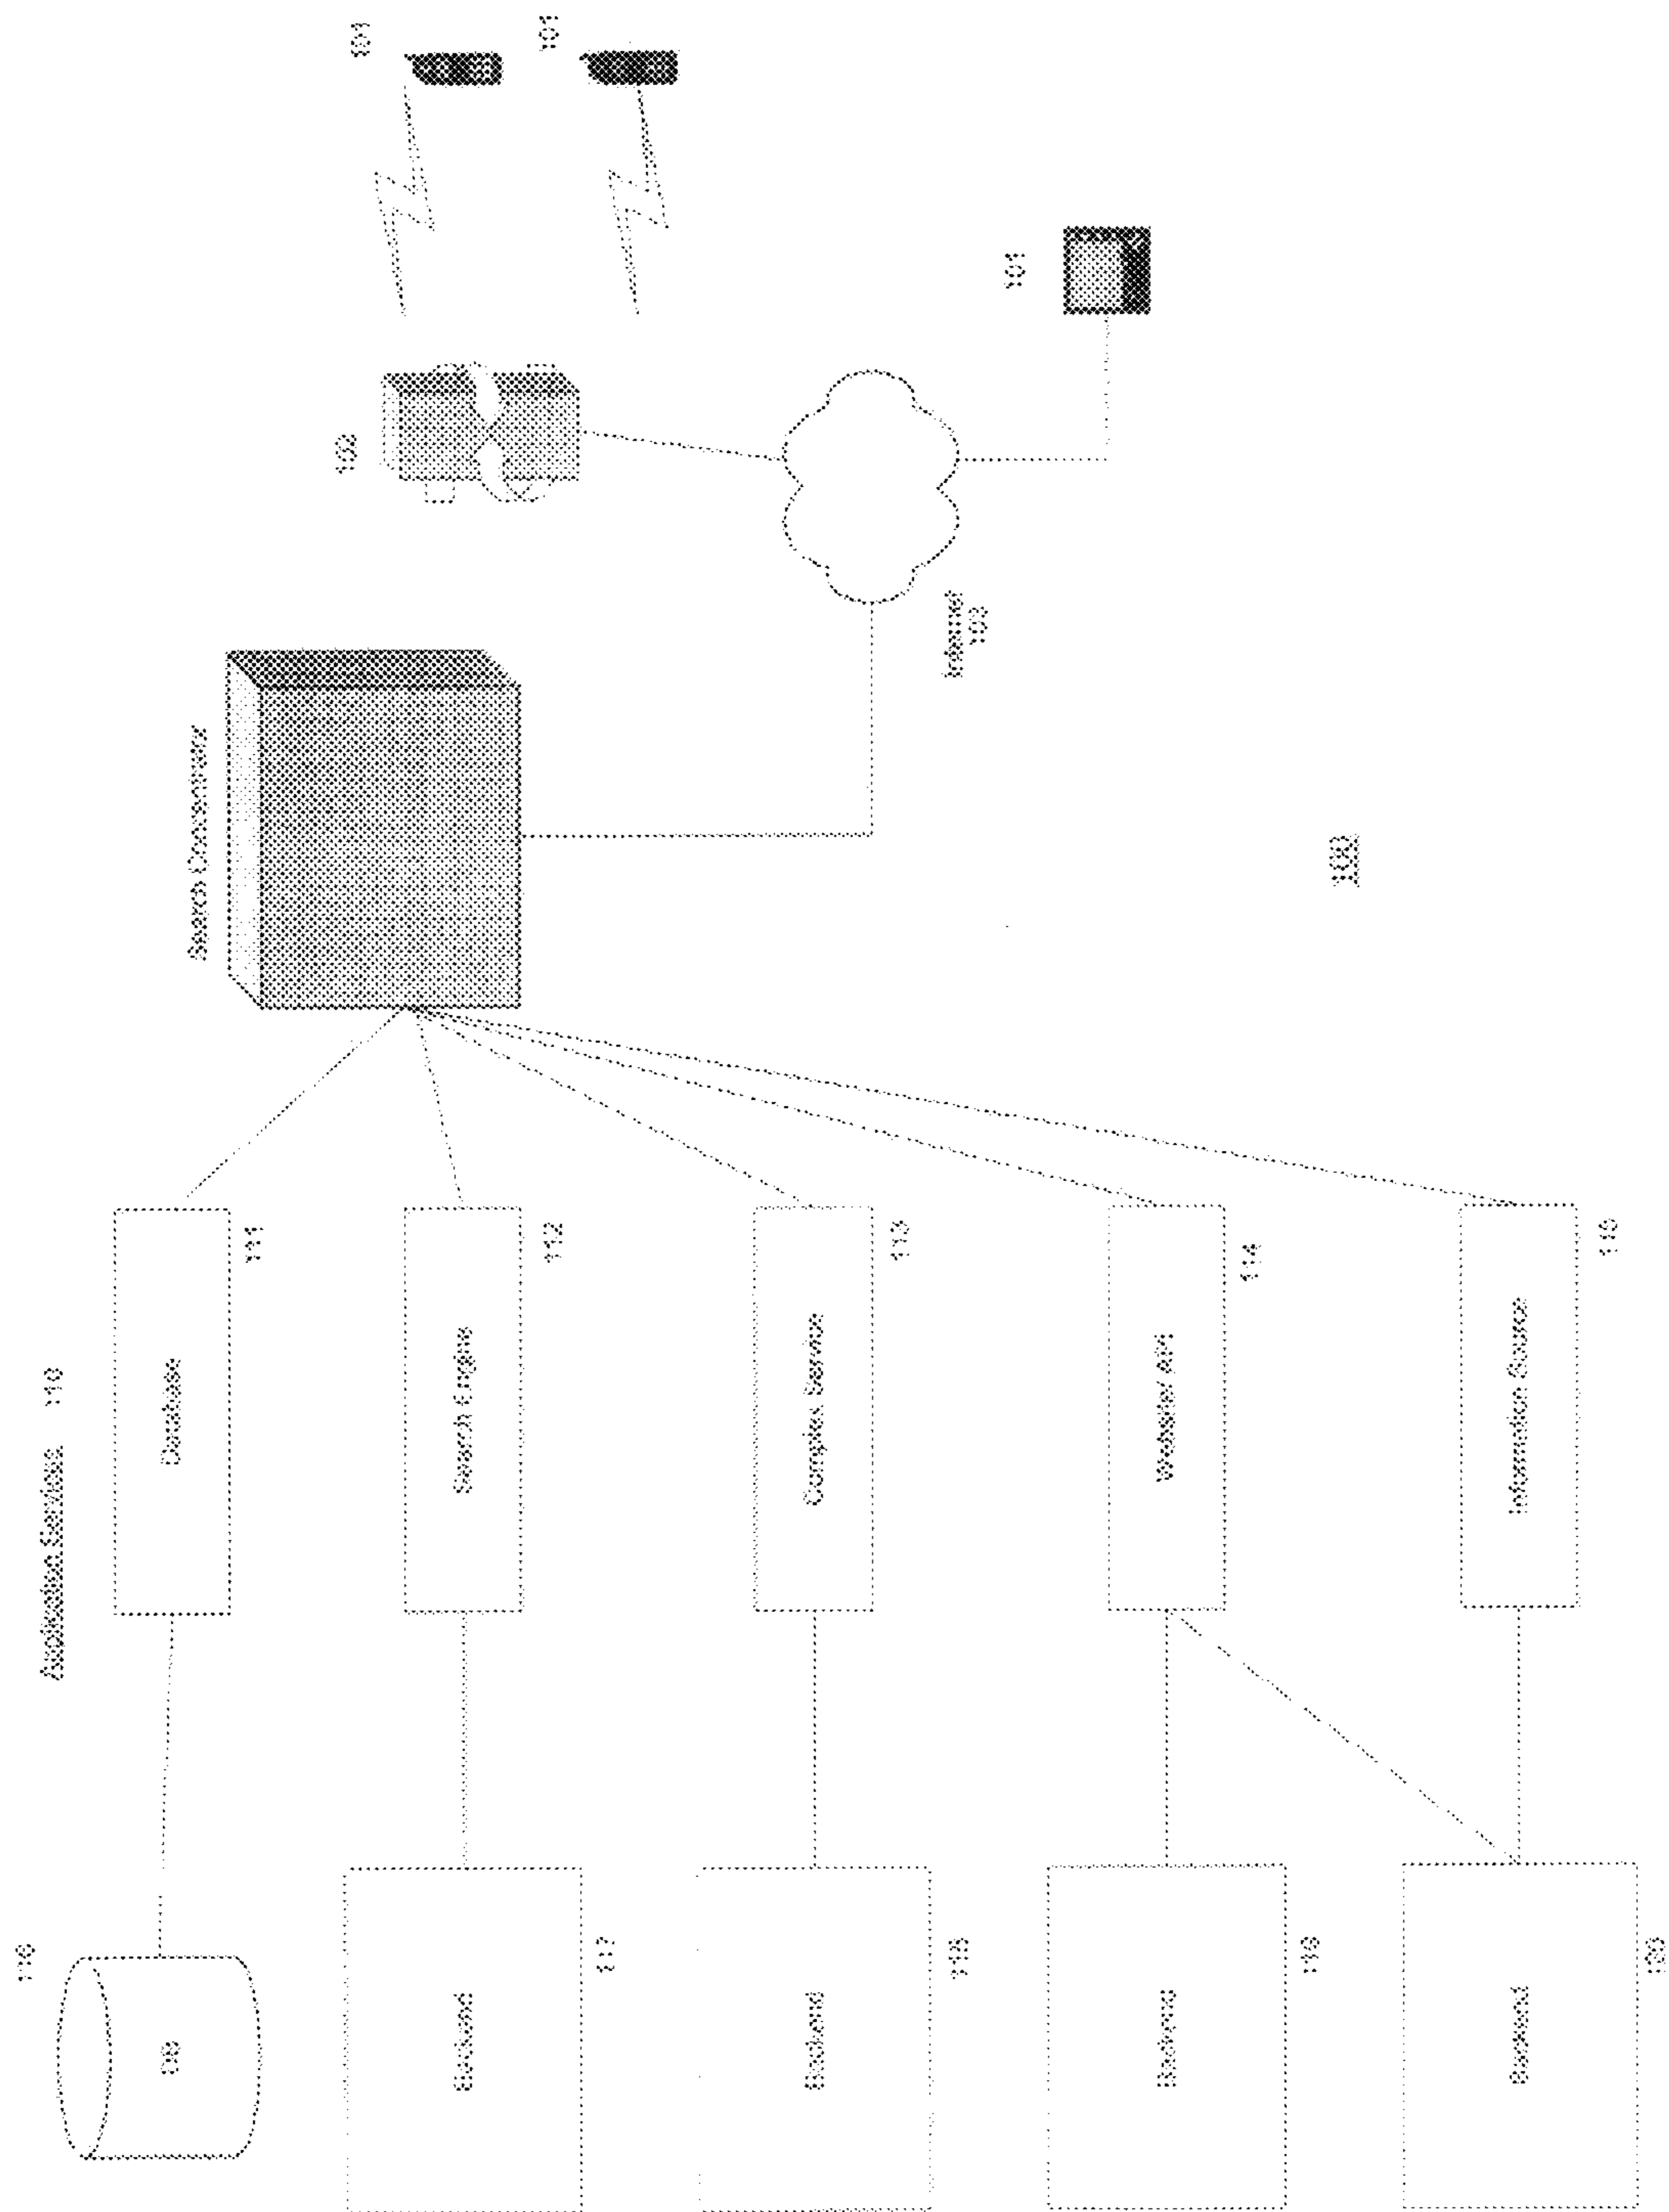 116
Application Services 110
DB
Database
Search
111
102
101
Backend
Search Engine
112
101
117
Backend
Complex Service
113
118
Internet
103
101
Backend
Website/ API
114
119
100
Backend
Information Source
115
120